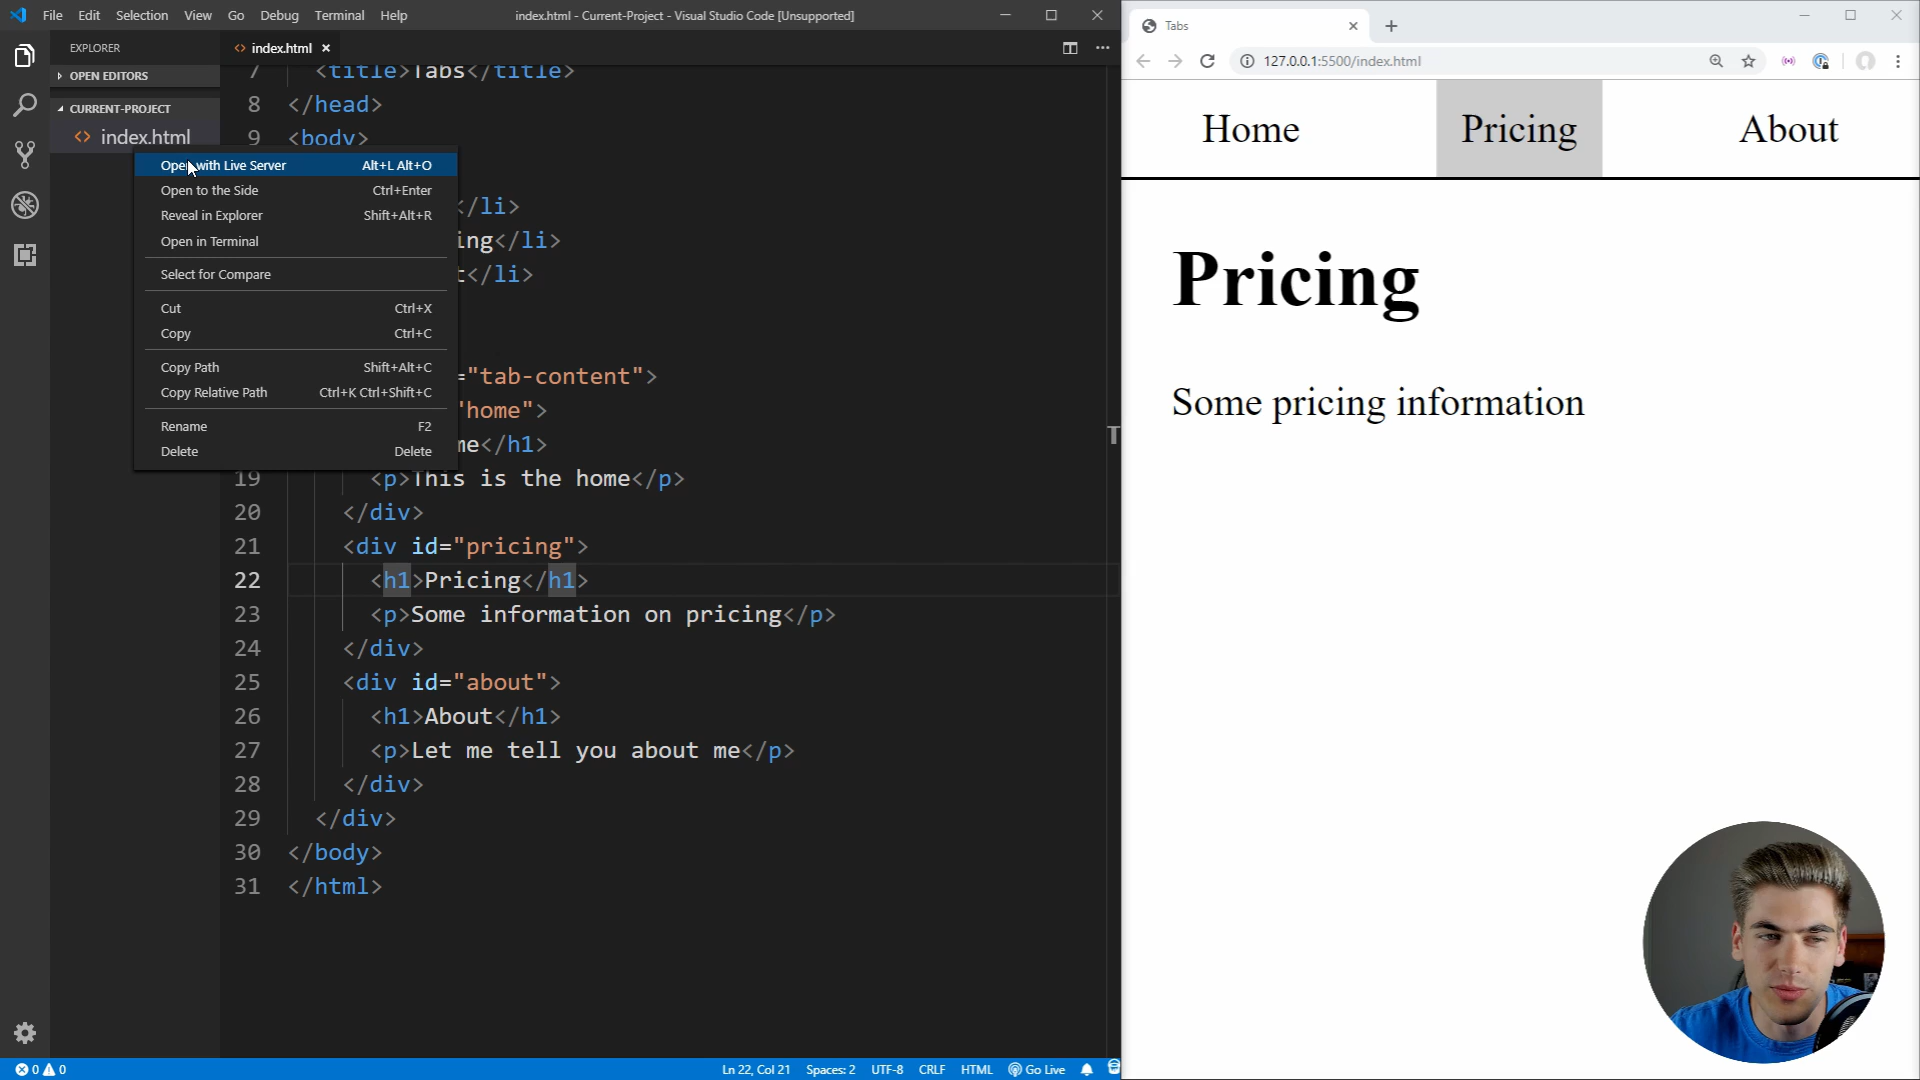 File Edit Selection View Go Debug Terminal Help
index.html - Current-Project - Visual Studio Code [Unsupported]
EXPLORER
OPEN EDITORS
CURRENT-PROJECT
<> index.html
Open with Live Server Alt+L Alt+O
Open to the Side Ctrl+Enter
Reveal in Explorer Shift+Alt+R
Open in Terminal
Select for Compare
Cut Ctrl+X
Copy Ctrl+C
Copy Path Shift+Alt+C
Copy Relative Path Ctrl+K Ctrl+Shift+C
Rename F2
Delete Delete
<> index.html
7 <title>Tabs</title>
8 </head>
9 <body>
</li>
ing</li>
t</li>
="tab-content">
"home">
me</h1>
19 <p>This is the home</p>
20 </div>
21 <div id="pricing">
22 <h1>Pricing</h1>
23 <p>Some information on pricing</p>
24 </div>
25 <div id="about">
26 <h1>About</h1>
27 <p>Let me tell you about me</p>
28 </div>
29 </div>
30 </body>
31 </html>
0 0
Ln 22, Col 21 Spaces: 2 UTF-8 CRLF HTML Go Live
Tabs
127.0.0.1:5500/index.html
Home Pricing About
Pricing
Some pricing information